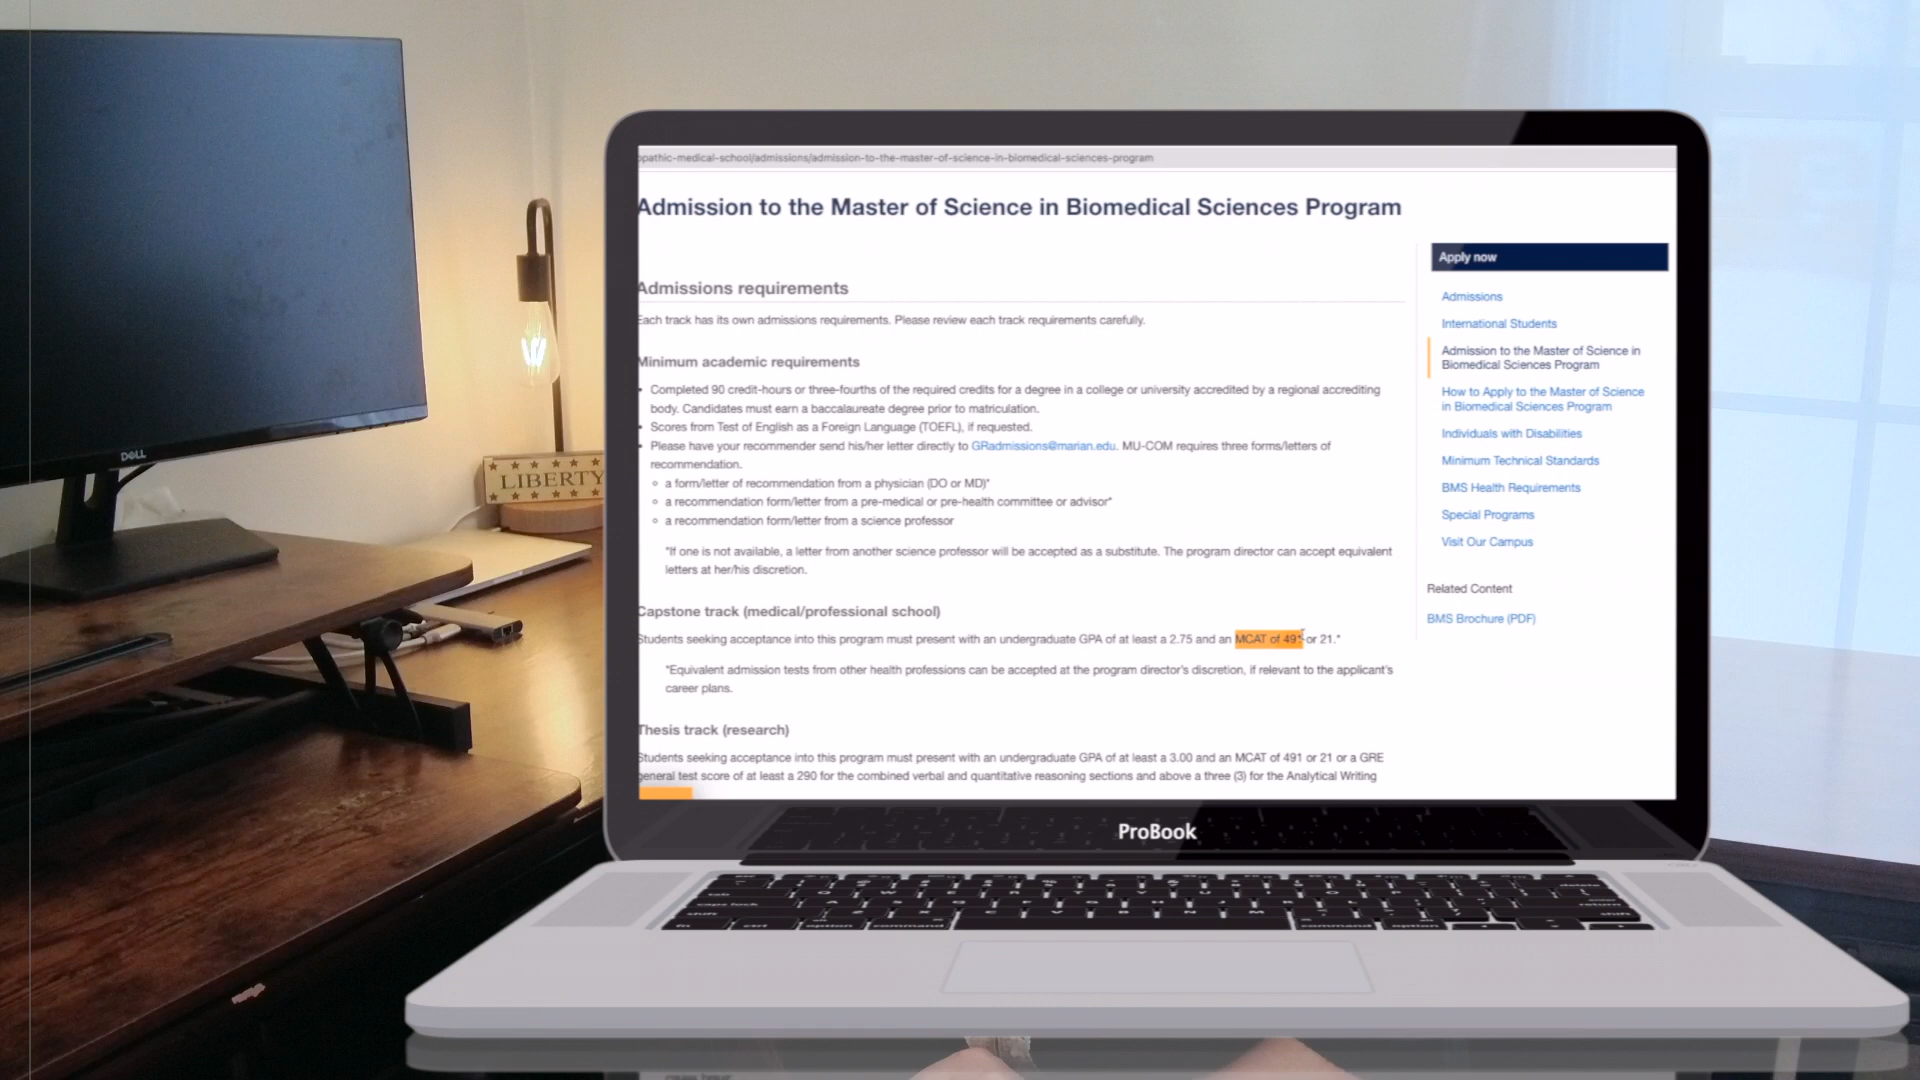 DELL
LIBERTY
opathic-medical-school/admissions/admission-to-the-master-of-science-in-biomedical-sciences-program
Admission to the Master of Science in Biomedical Sciences Program
Admissions requirements
Each track has its own admissions requirements. Please review each track requirements carefully.
Minimum academic requirements
• Completed 90 credit-hours or three-fourths of the required credits for a degree in a college or university accredited by a regional accrediting
body. Candidates must earn a baccalaureate degree prior to matriculation.
• Scores from Test of English as a Foreign Language (TOEFL), if requested.
• Please have your recommender send his/her letter directly to GRadmissions@marian.edu. MU-COM requires three forms/letters of
recommendation.
○ a form/letter of recommendation from a physician (DO or MD)*
○ a recommendation form/letter from a pre-medical or pre-health committee or advisor*
○ a recommendation form/letter from a science professor
*If one is not available, a letter from another science professor will be accepted as a substitute. The program director can accept equivalent
letters at her/his discretion.
Capstone track (medical/professional school)
Students seeking acceptance into this program must present with an undergraduate GPA of at least a 2.75 and an MCAT of 491 or 21.*
*Equivalent admission tests from other health professions can be accepted at the program director's discretion, if relevant to the applicant's
career plans.
Thesis track (research)
Students seeking acceptance into this program must present with an undergraduate GPA of at least a 3.00 and an MCAT of 491 or 21 or a GRE
general test score of at least a 290 for the combined verbal and quantitative reasoning sections and above a three (3) for the Analytical Writing
Apply now
Admissions
International Students
Admission to the Master of Science in
Biomedical Sciences Program
How to Apply to the Master of Science
in Biomedical Sciences Program
Individuals with Disabilities
Minimum Technical Standards
BMS Health Requirements
Special Programs
Visit Our Campus
Related Content
BMS Brochure (PDF)
ProBook
caps lock
shift
fn ctrl option command command option
delete
return
shift